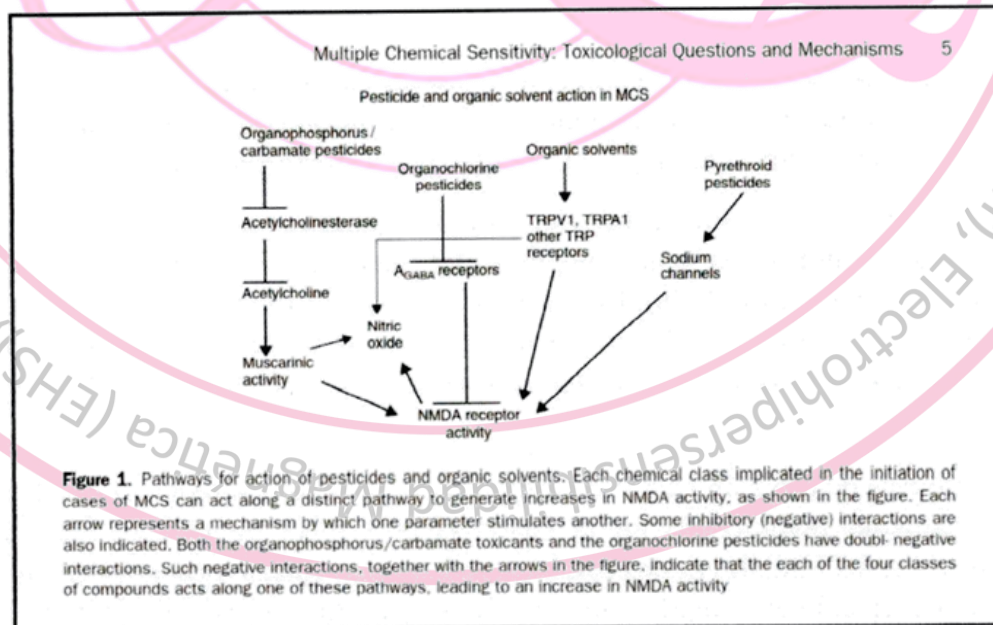 Multiple Chemical Sensitivity: Toxicological Questions and Mechanisms 5
Pesticide and organic solvent action in MCS
Organophosphorus/
carbamate pesticides
Organochlorine
pesticides
Organic solvents
Pyrethroid
pesticides
Acetylcholinesterase
TRPV1, TRPA1
other TRP
receptors
A_GABA receptors
Sodium
channels
Acetylcholine
Nitric
oxide
Muscarinic
activity
NMDA receptor
activity
Figure 1. Pathways for action of pesticides and organic solvents. Each chemical class implicated in the initiation of
cases of MCS can act along a distinct pathway to generate increases in NMDA activity, as shown in the figure. Each
arrow represents a mechanism by which one parameter stimulates another. Some inhibitory (negative) interactions are
also indicated. Both the organophosphorus/carbamate toxicants and the organochlorine pesticides have doubl- negative
interactions. Such negative interactions, together with the arrows in the figure, indicate that the each of the four classes
of compounds acts along one of these pathways, leading to an increase in NMDA activity
Electrohipersensibilidad Magnética (EHS)